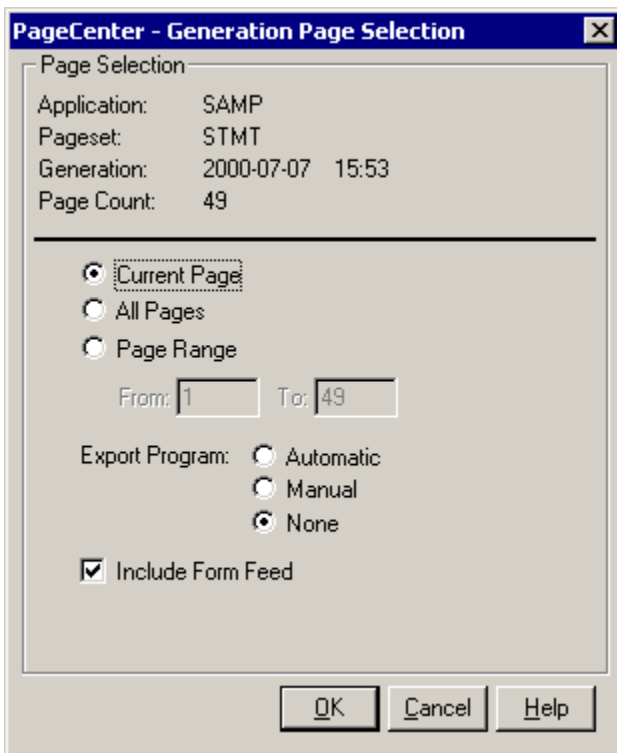 PageCenter - Generation Page Selection
Page Selection
Application: SAMP
Pageset: STMT
Generation: 2000-07-07 15:53
Page Count: 49
Current Page
All Pages
Page Range
From: 1 To: 49
Export Program: Automatic
Manual
None
Include Form Feed
OK Cancel Help